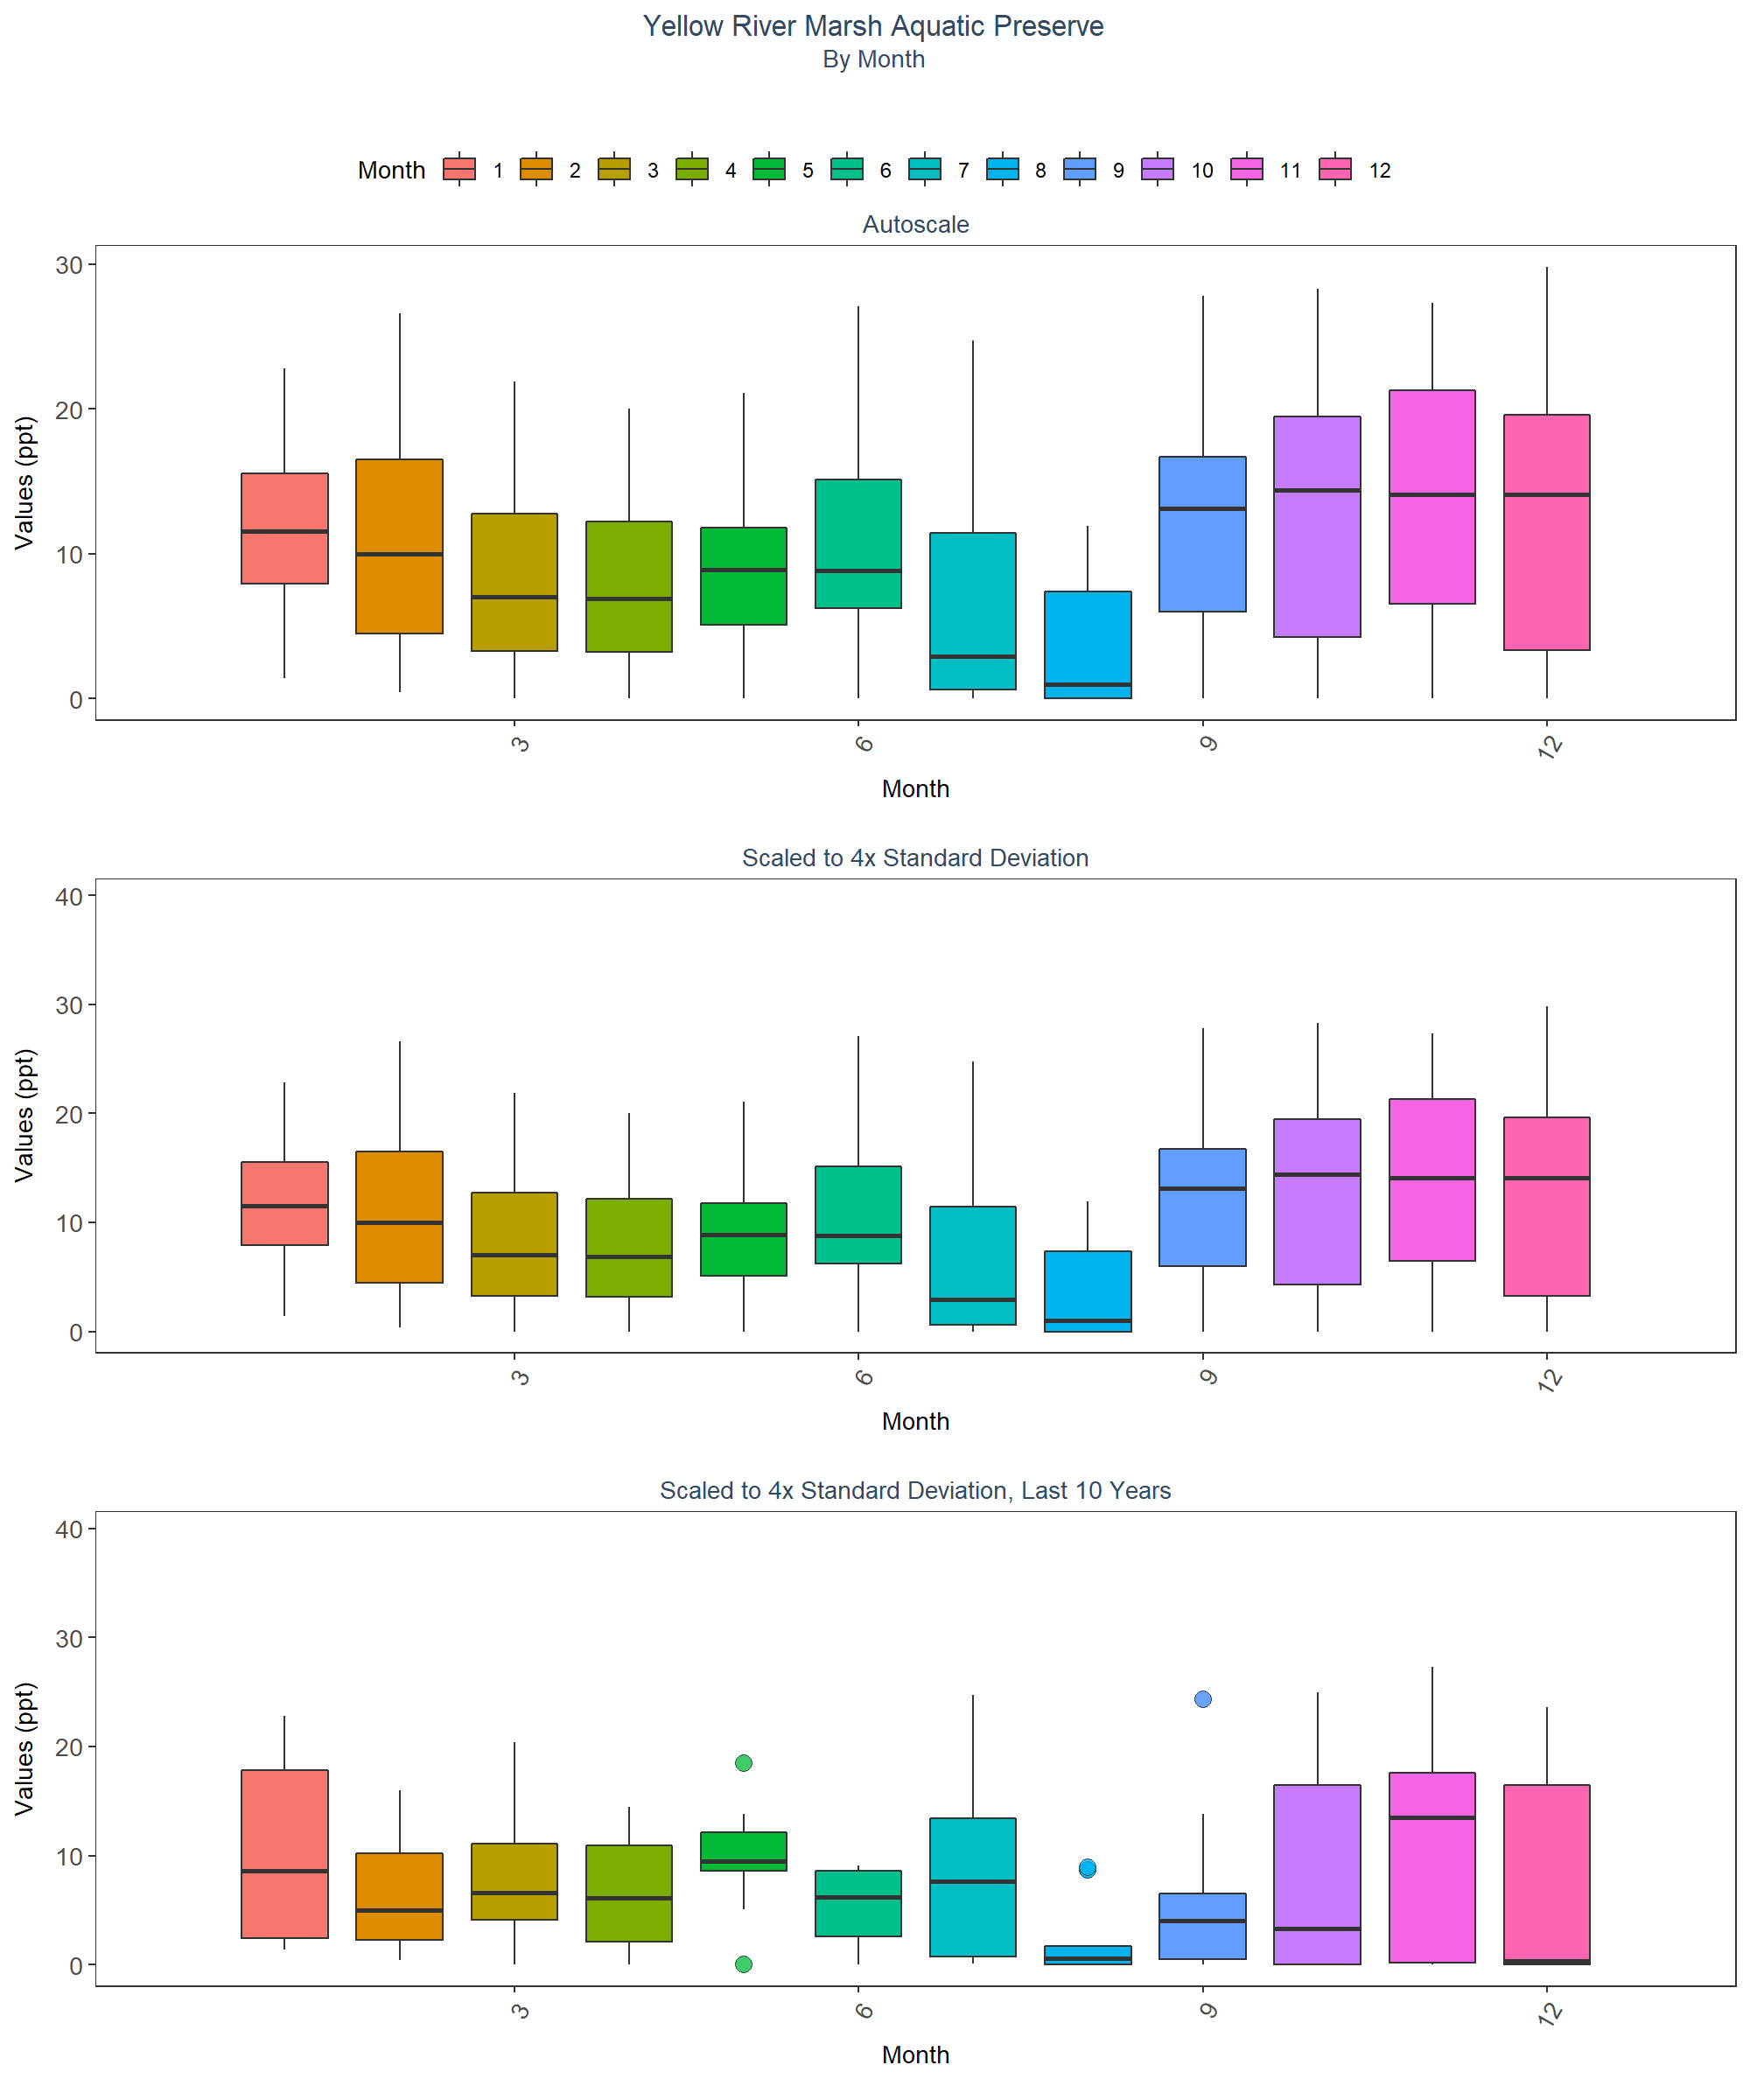 Yellow River Marsh Aquatic Preserve
By Month
Month 1 2 3 4 5 6 7 8 9 10 11 12
Autoscale
Values (ppt)
30
20
10
0
3 6 9 12
Month
Scaled to 4x Standard Deviation
Values (ppt)
40
30
20
10
0
3 6 9 12
Month
Scaled to 4x Standard Deviation, Last 10 Years
Values (ppt)
40
30
20
10
0
3 6 9 12
Month